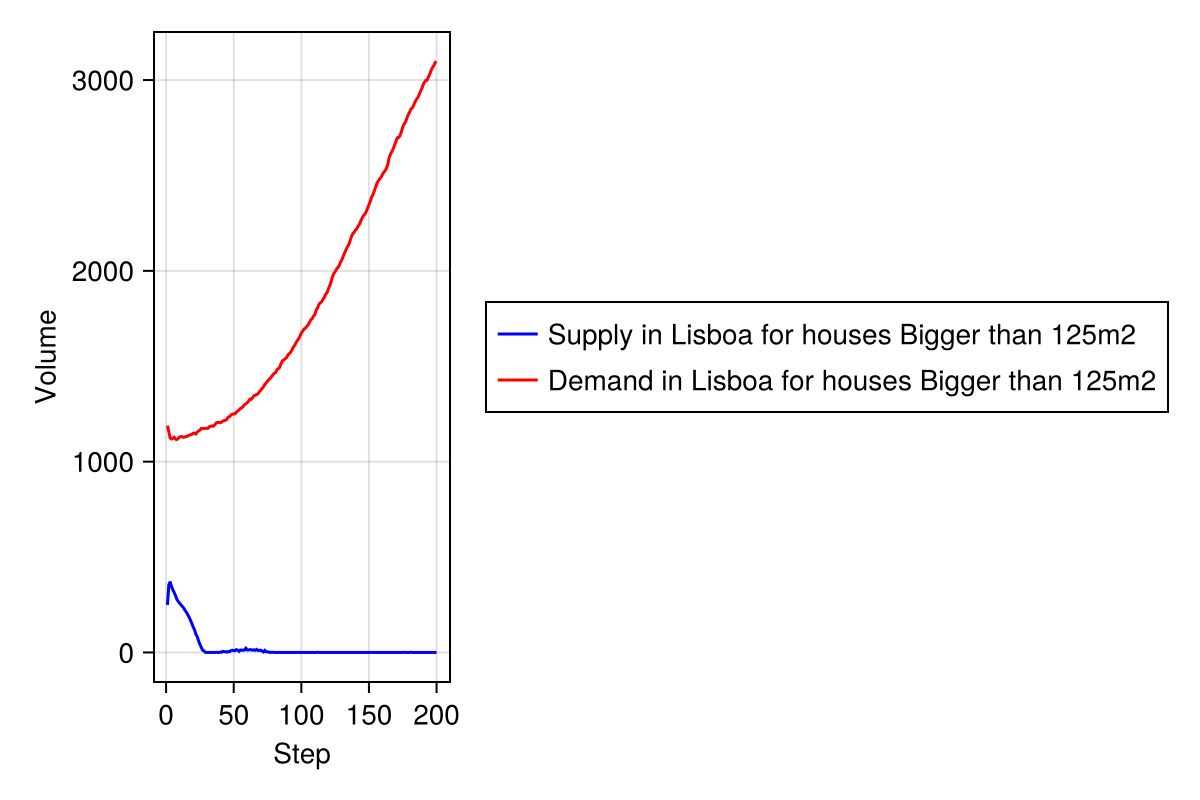 3000
2000
1000
0
Volume
0 50 100 150 200
Step
Supply in Lisboa for houses Bigger than 125m2
Demand in Lisboa for houses Bigger than 125m2